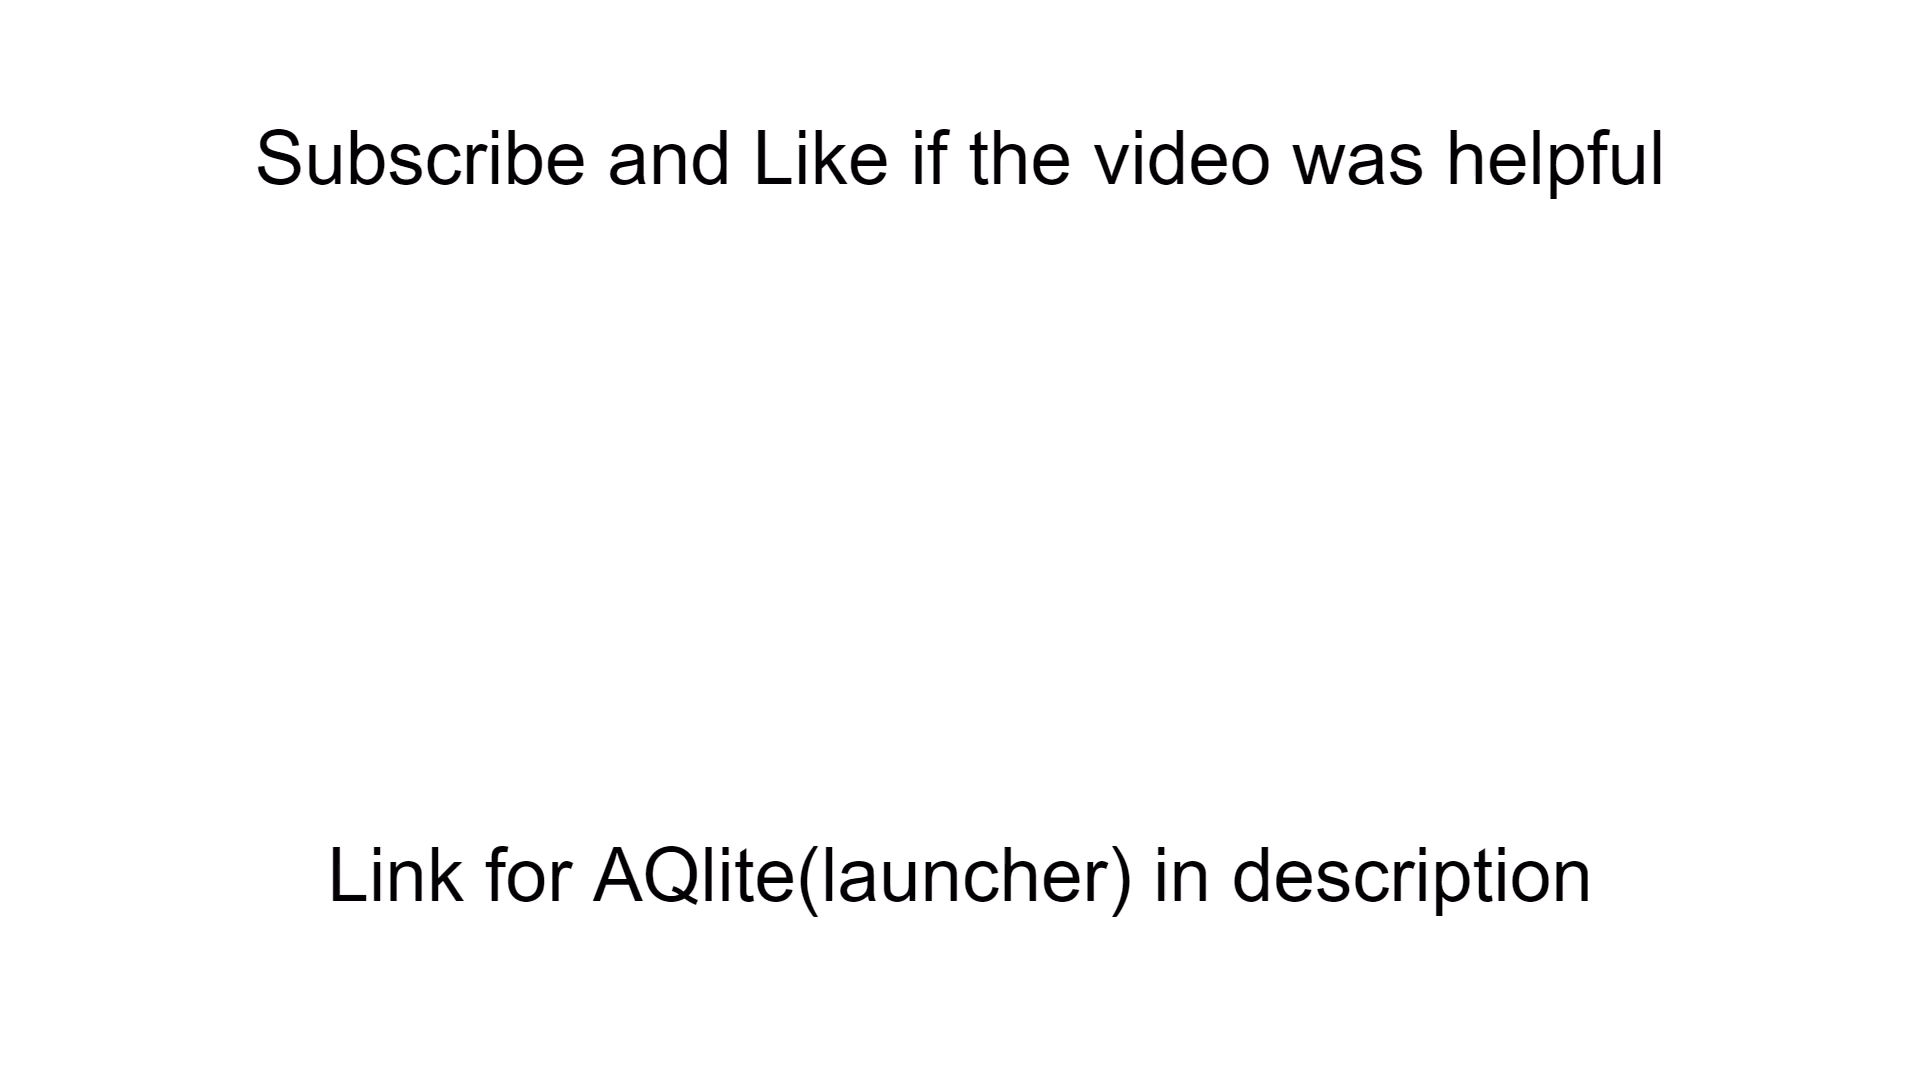 Subscribe and Like if the video was helpful
Link for AQlite(launcher) in description